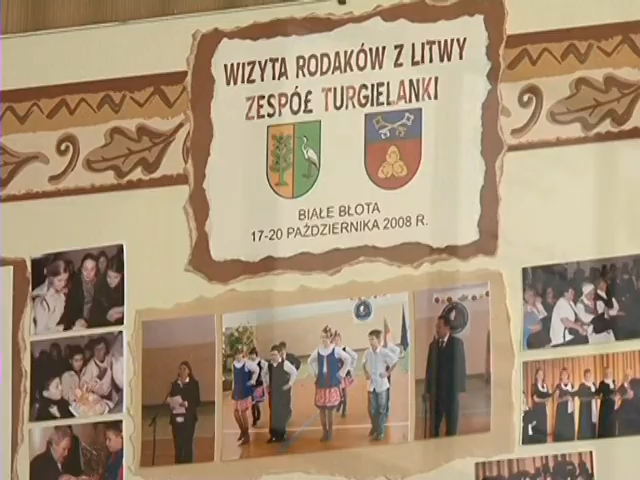 WIZYTA RODAKÓW Z LITWY
ZESPÓŁ TURGIELANKI
BIAŁE BŁOTA
17-20 PAŹDZIERNIKA 2008 R.